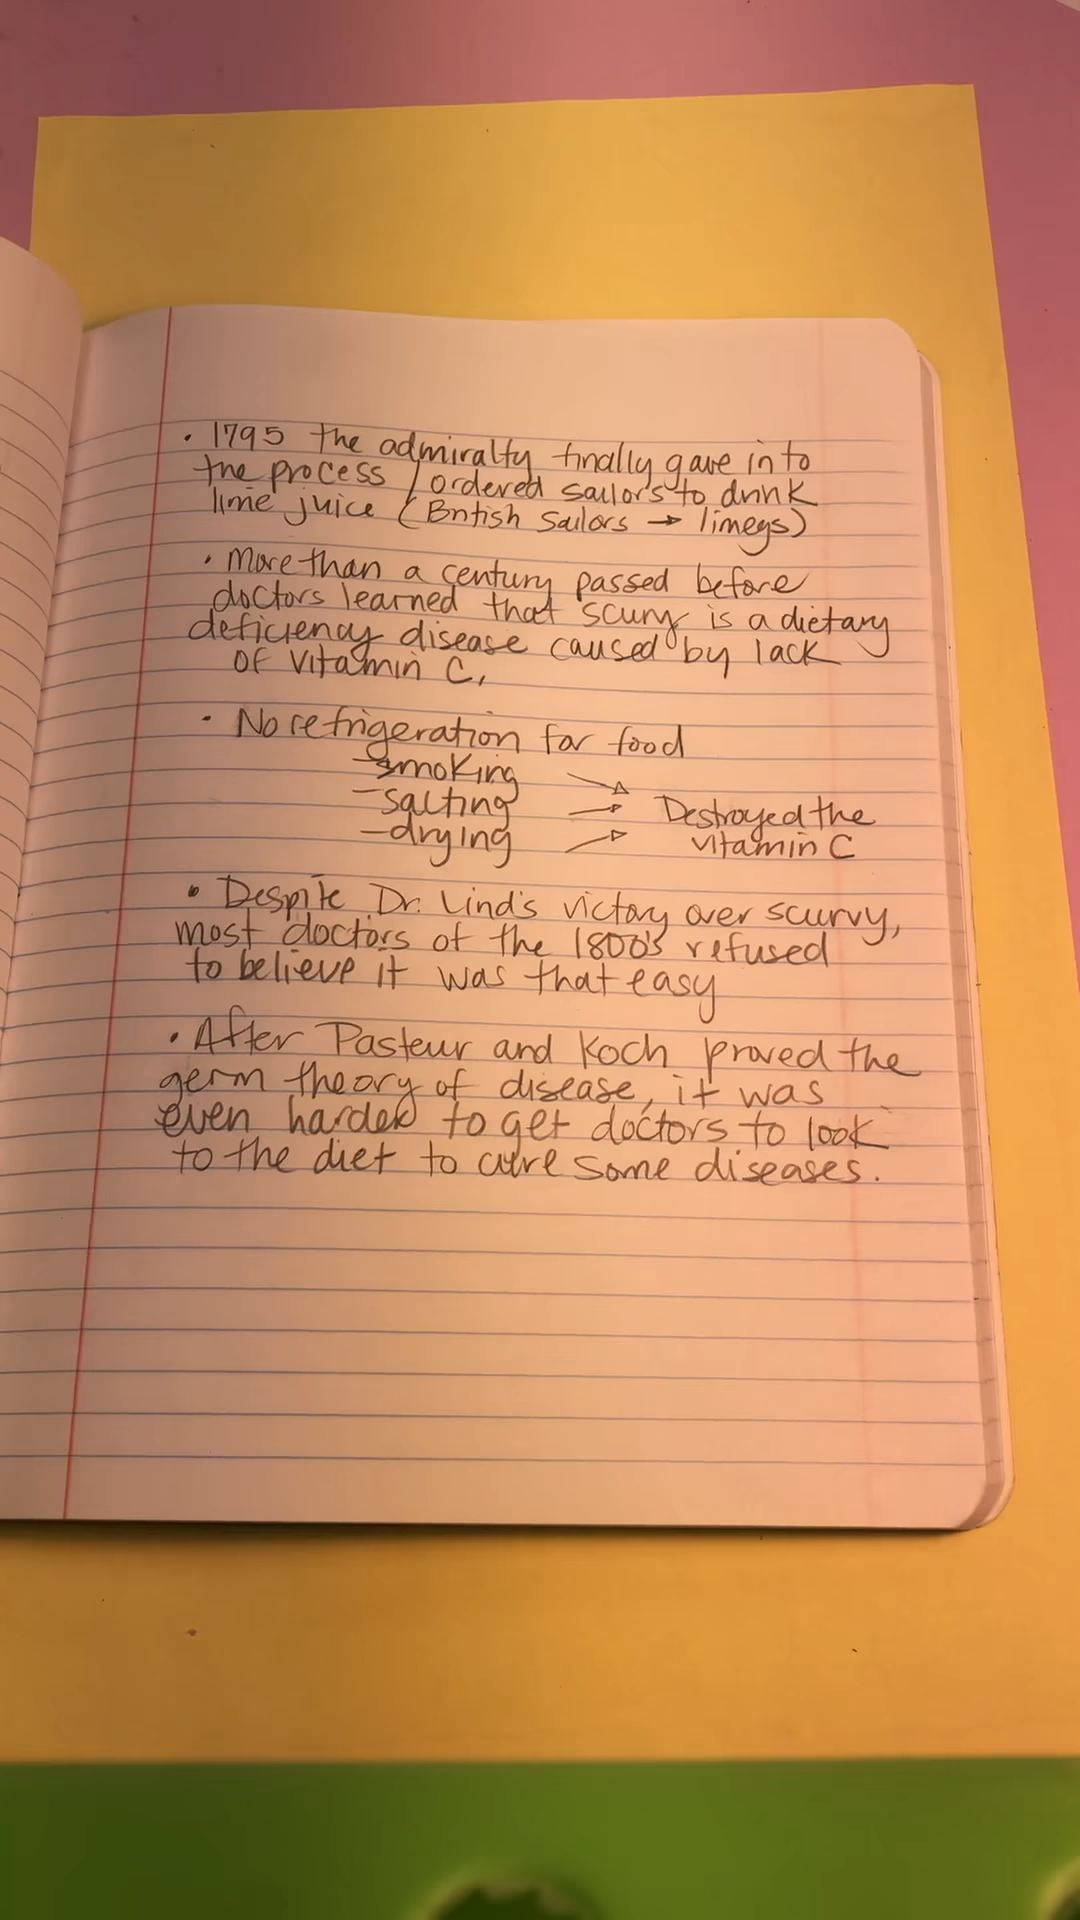 • 1795 the admiralty finally gave in to
the process / ordered sailors to drink
lime juice (British Sailors → limeys)
• More than a century passed before
doctors learned that scurvy is a dietary
deficiency disease caused by lack
of vitamin C.
• No refrigeration for food
- smoking
- salting → Destroyed the
- drying vitamin C
• Despite Dr. Lind's victory over scurvy,
most doctors of the 1800's refused
to believe it was that easy
• After Pasteur and Koch proved the
germ theory of disease, it was
even harder to get doctors to look
to the diet to cure some diseases.